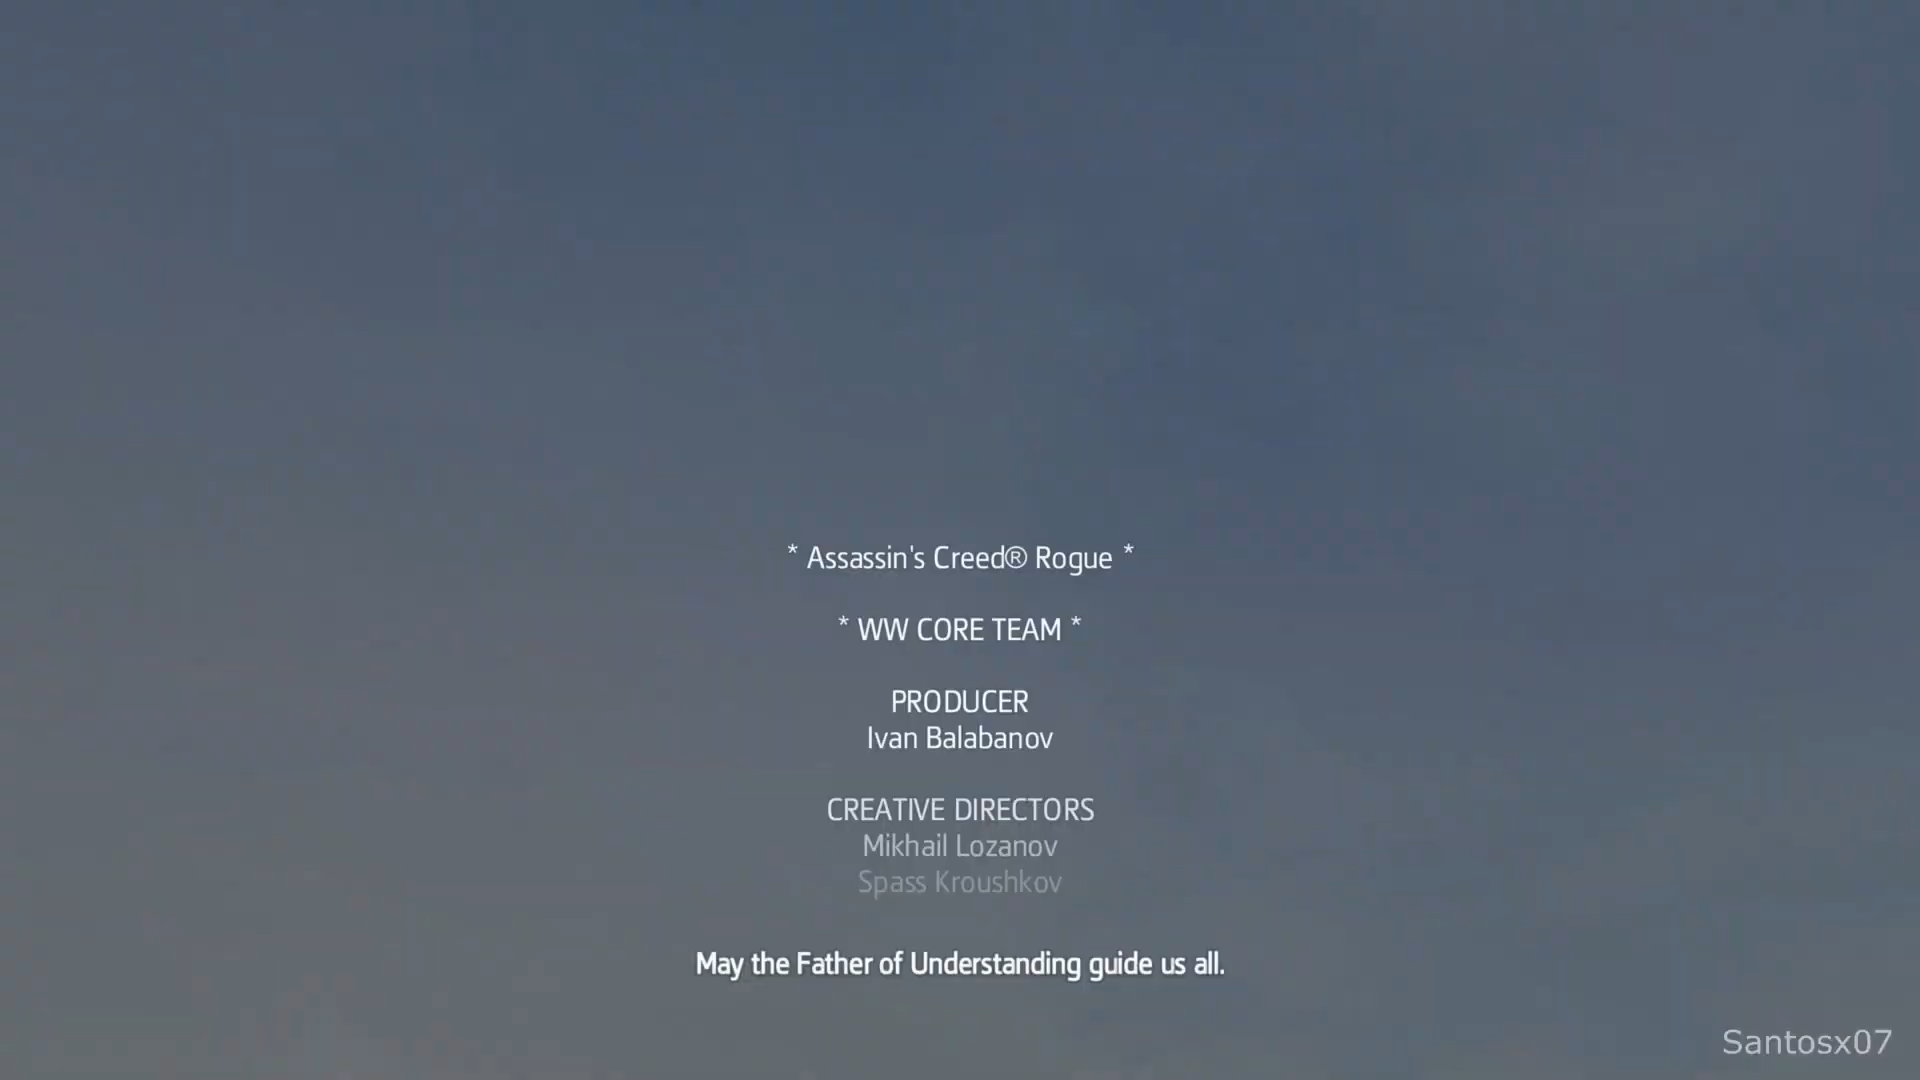 * Assassin's Creed® Rogue *
* WW CORE TEAM *
PRODUCER
Ivan Balabanov
CREATIVE DIRECTORS
Mikhail Lozanov
Spass Kroushkov
May the Father of Understanding guide us all.
Santosx07